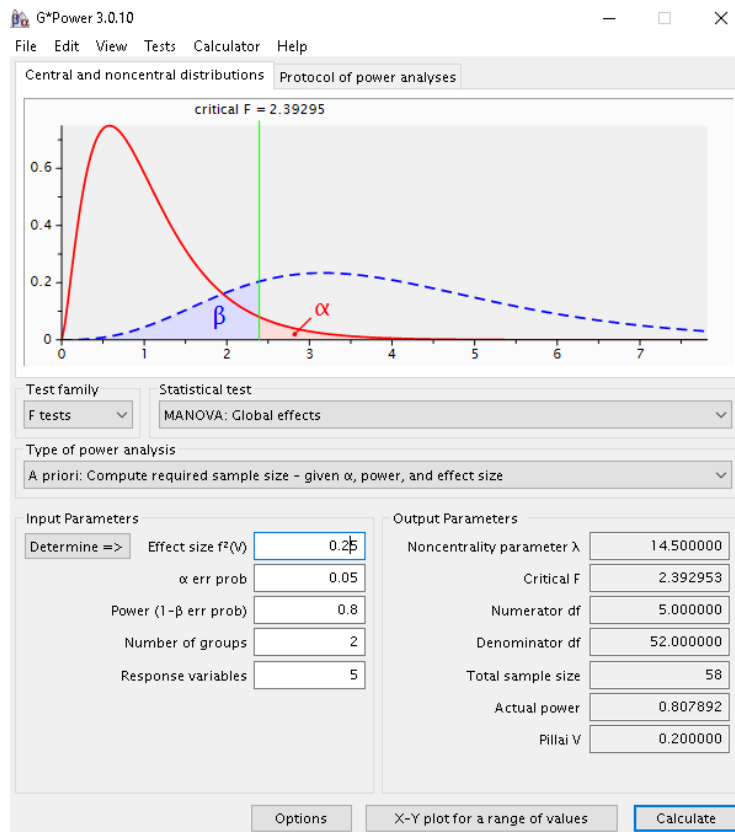 G*Power 3.0.10
File Edit View Tests Calculator Help
Central and noncentral distributions Protocol of power analyses
critical F = 2.39295
0.6
0.4
0.2
0
β
α
0 1 2 3 4 5 6 7
Test family Statistical test
F tests MANOVA: Global effects
Type of power analysis
A priori: Compute required sample size - given α, power, and effect size
Input Parameters
Determine => Effect size f²(V) 0.25
α err prob 0.05
Power (1-β err prob) 0.8
Number of groups 2
Response variables 5
Output Parameters
Noncentrality parameter λ 14.500000
Critical F 2.392953
Numerator df 5.000000
Denominator df 52.000000
Total sample size 58
Actual power 0.807892
Pillai V 0.200000
Options X-Y plot for a range of values Calculate